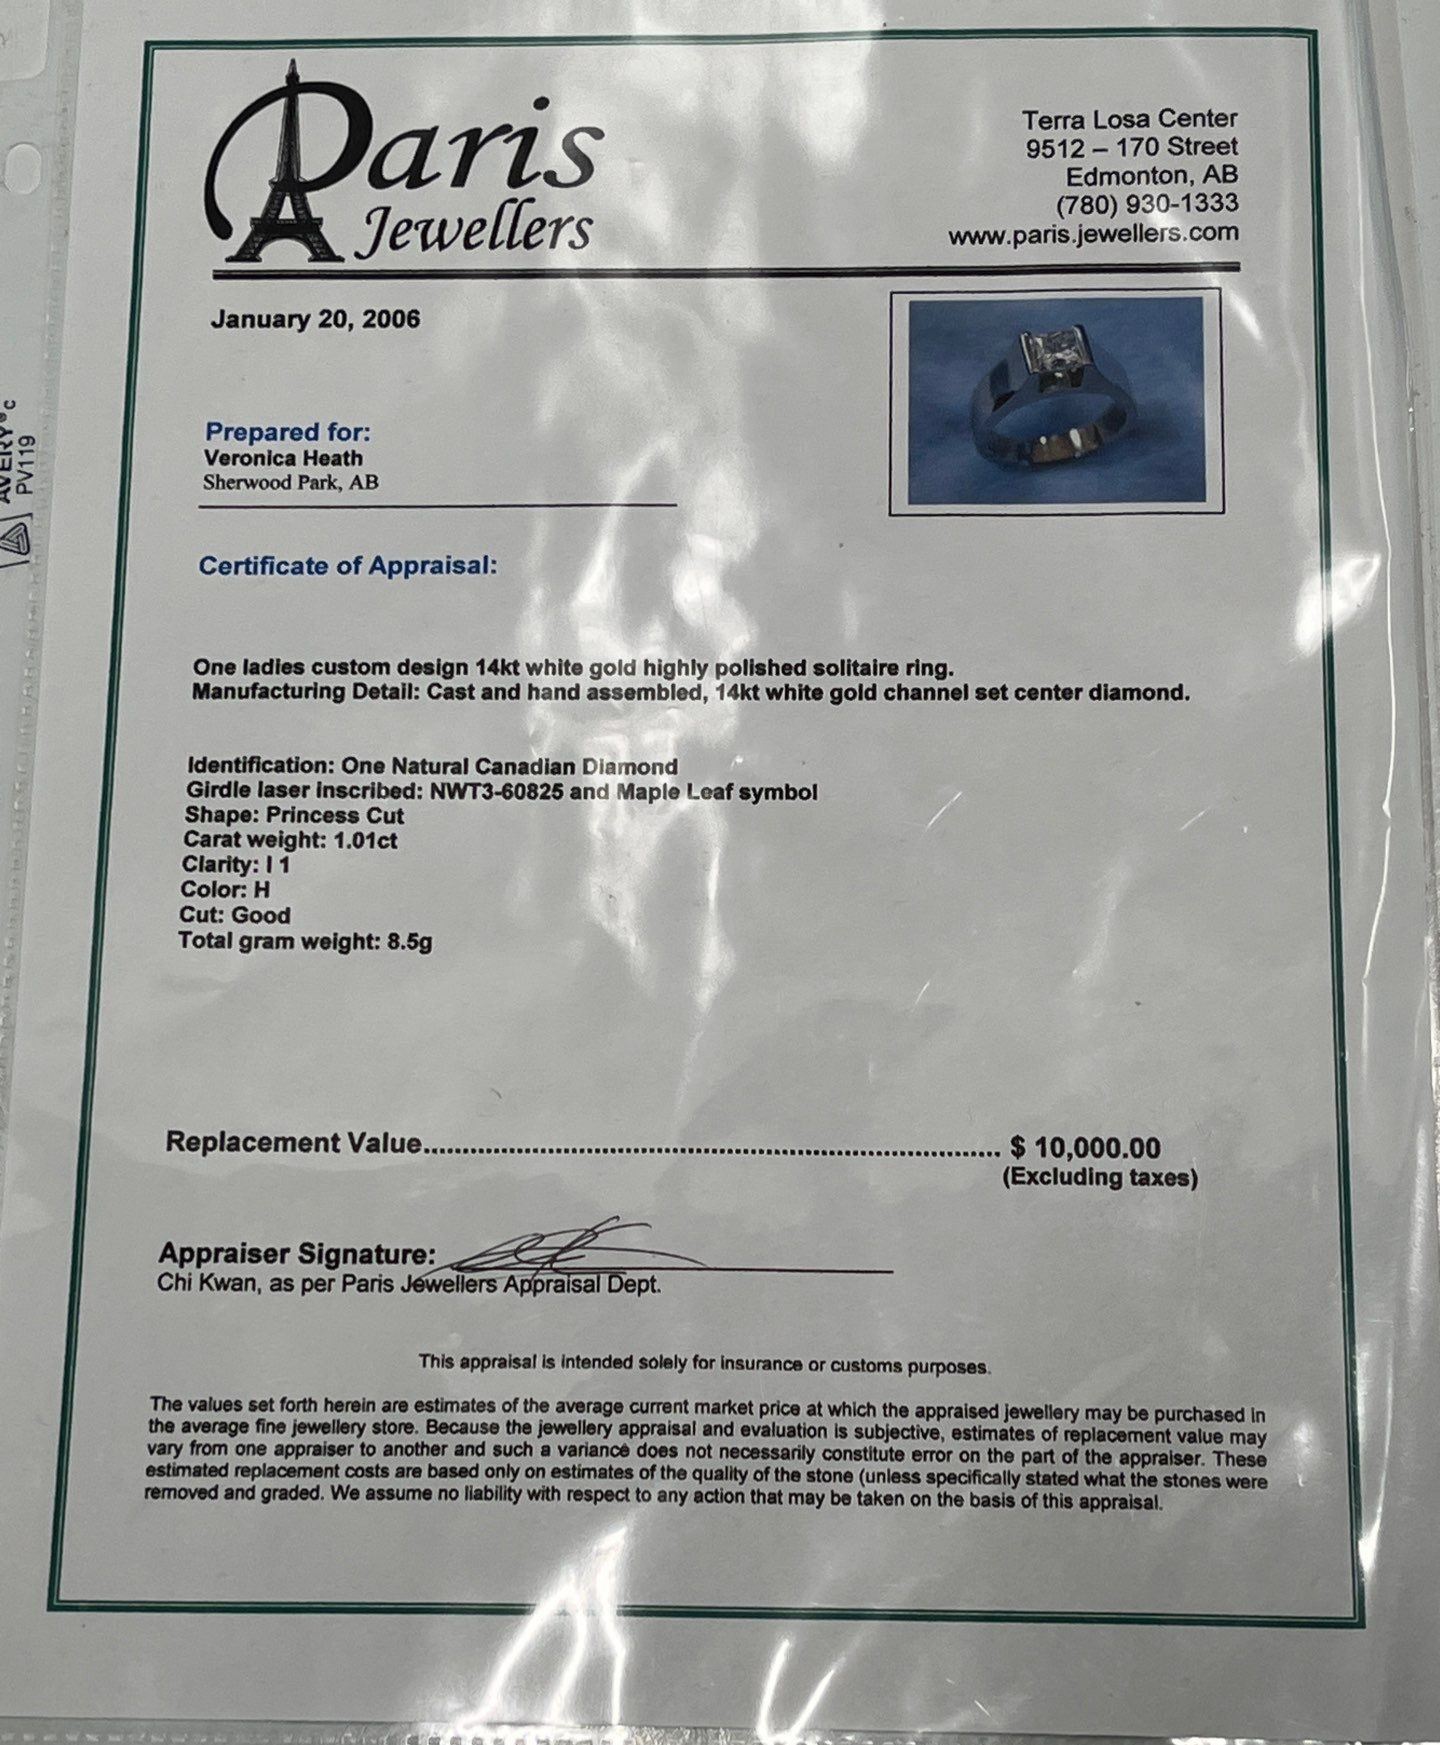 Paris
Jewellers
Terra Losa Center
9512 – 170 Street
Edmonton, AB
(780) 930-1333
www.paris.jewellers.com
January 20, 2006
Prepared for:
Veronica Heath
Sherwood Park, AB
AVERY® C
PV119
Certificate of Appraisal:
One ladies custom design 14kt white gold highly polished solitaire ring.
Manufacturing Detail: Cast and hand assembled, 14kt white gold channel set center diamond.
Identification: One Natural Canadian Diamond
Girdle laser inscribed: NWT3-60825 and Maple Leaf symbol
Shape: Princess Cut
Carat weight: 1.01ct
Clarity: I 1
Color: H
Cut: Good
Total gram weight: 8.5g
Replacement Value........................................................................................ $ 10,000.00
(Excluding taxes)
Appraiser Signature:
Chi Kwan, as per Paris Jewellers Appraisal Dept.
This appraisal is intended solely for insurance or customs purposes.
The values set forth herein are estimates of the average current market price at which the appraised jewellery may be purchased in
the average fine jewellery store. Because the jewellery appraisal and evaluation is subjective, estimates of replacement value may
vary from one appraiser to another and such a variance does not necessarily constitute error on the part of the appraiser. These
estimated replacement costs are based only on estimates of the quality of the stone (unless specifically stated what the stones were
removed and graded. We assume no liability with respect to any action that may be taken on the basis of this appraisal.